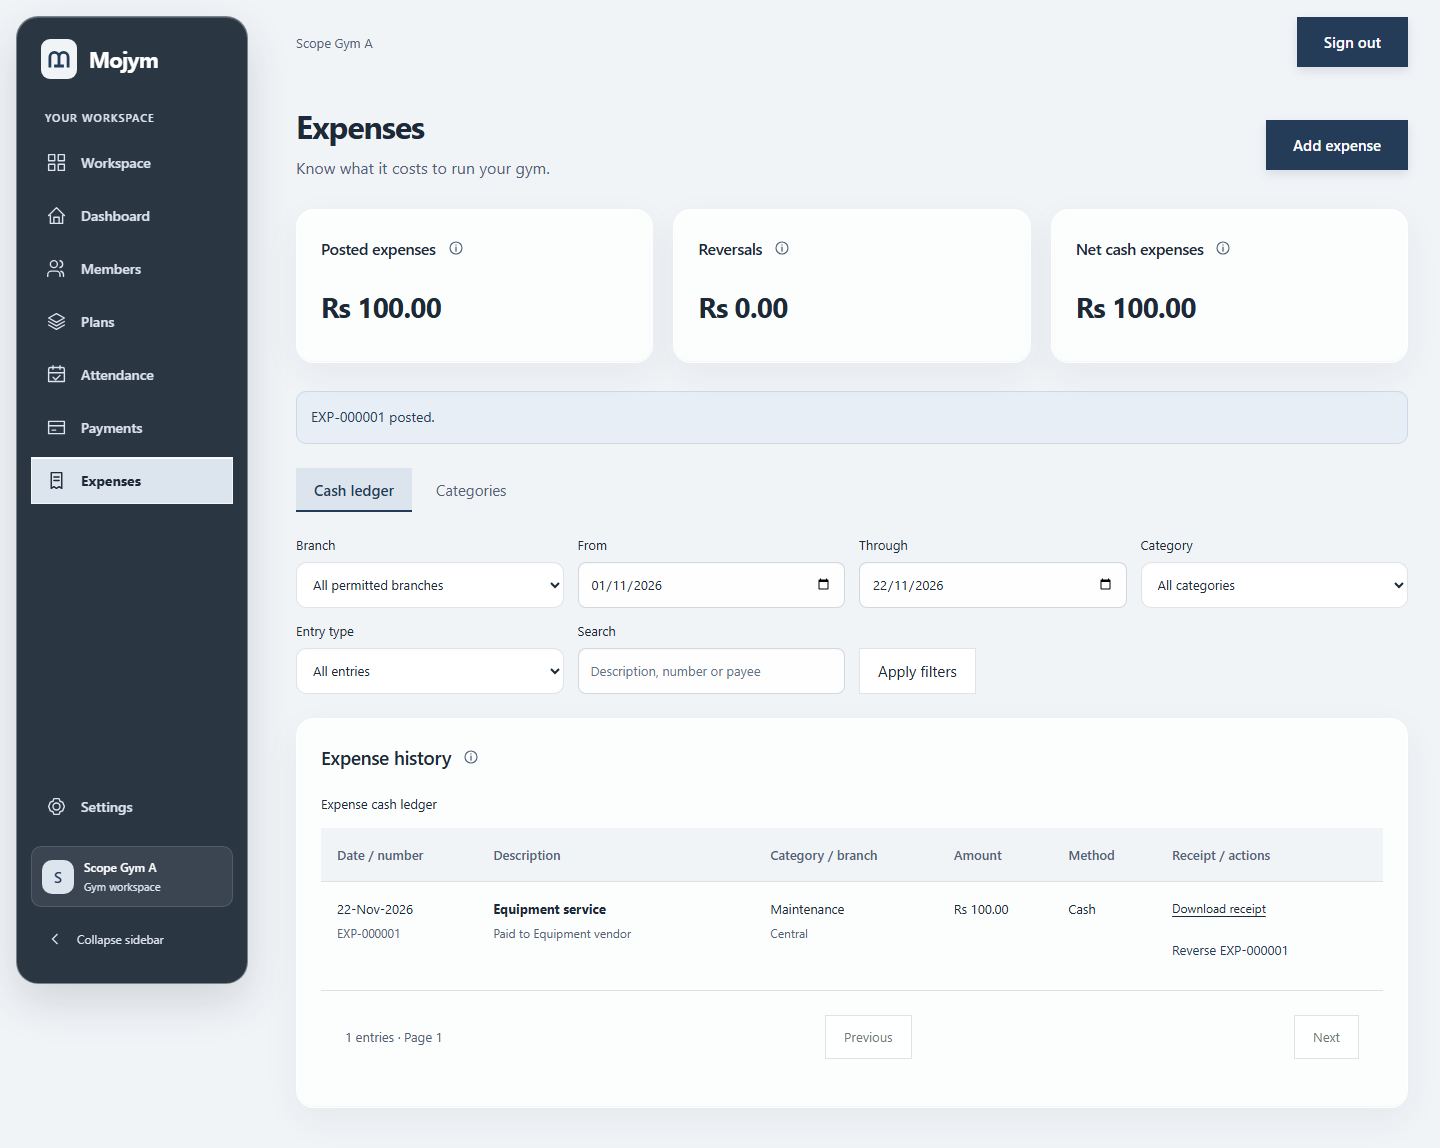 Mojym
YOUR WORKSPACE
Workspace
Dashboard
Members
Plans
Attendance
Payments
Expenses
Settings
S
Scope Gym A
Gym workspace
Collapse sidebar
Scope Gym A
Sign out
Expenses
Know what it costs to run your gym.
Add expense
Posted expenses
Rs 100.00
Reversals
Rs 0.00
Net cash expenses
Rs 100.00
EXP-000001 posted.
Cash ledger Categories
Branch From Through Category
All permitted branches 01/11/2026 22/11/2026 All categories
Entry type Search
All entries Description, number or payee Apply filters
Expense history
Expense cash ledger
Date / number Description Category / branch Amount Method Receipt / actions
22-Nov-2026 Equipment service Maintenance Rs 100.00 Cash Download receipt
EXP-000001 Paid to Equipment vendor Central
Reverse EXP-000001
1 entries · Page 1 Previous Next